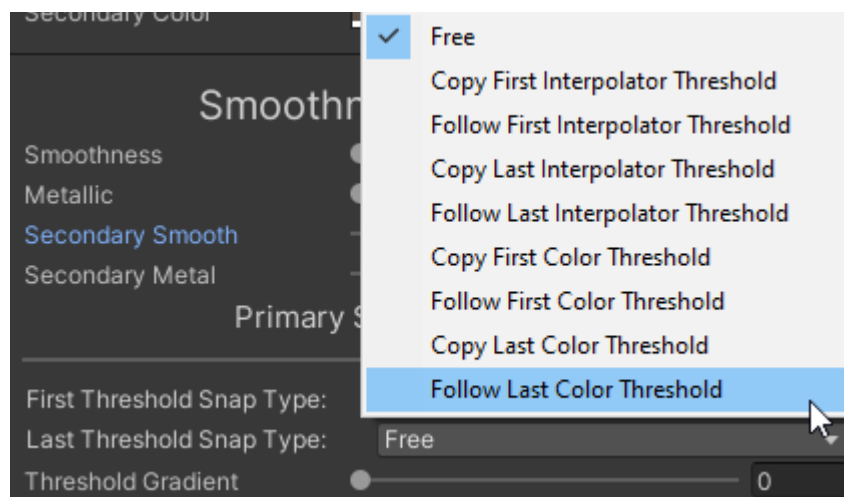 Secondary Color
Free
Copy First Interpolator Threshold
Follow First Interpolator Threshold
Copy Last Interpolator Threshold
Follow Last Interpolator Threshold
Copy First Color Threshold
Follow First Color Threshold
Copy Last Color Threshold
Follow Last Color Threshold
Smoothness
Metallic
Secondary Smooth
Secondary Metal
Primary
First Threshold Snap Type:
Last Threshold Snap Type: Free
Threshold Gradient 0